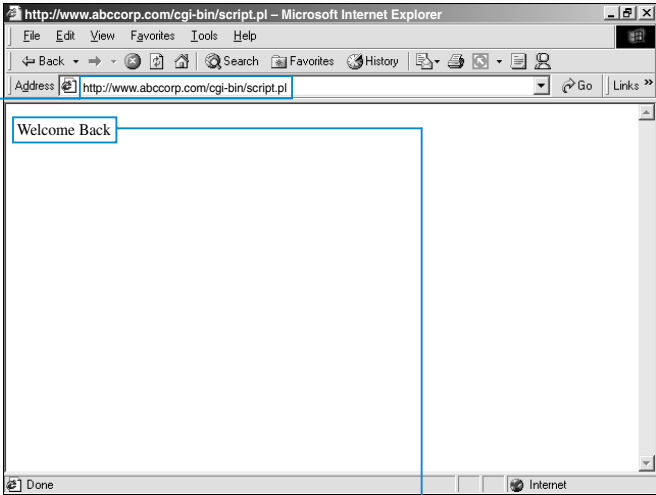 http://www.abccorp.com/cgi-bin/script.pl – Microsoft Internet Explorer
File Edit View Favorites Tools Help
Back Search Favorites History
Address http://www.abccorp.com/cgi-bin/script.pl Go Links »
Welcome Back
Done Internet